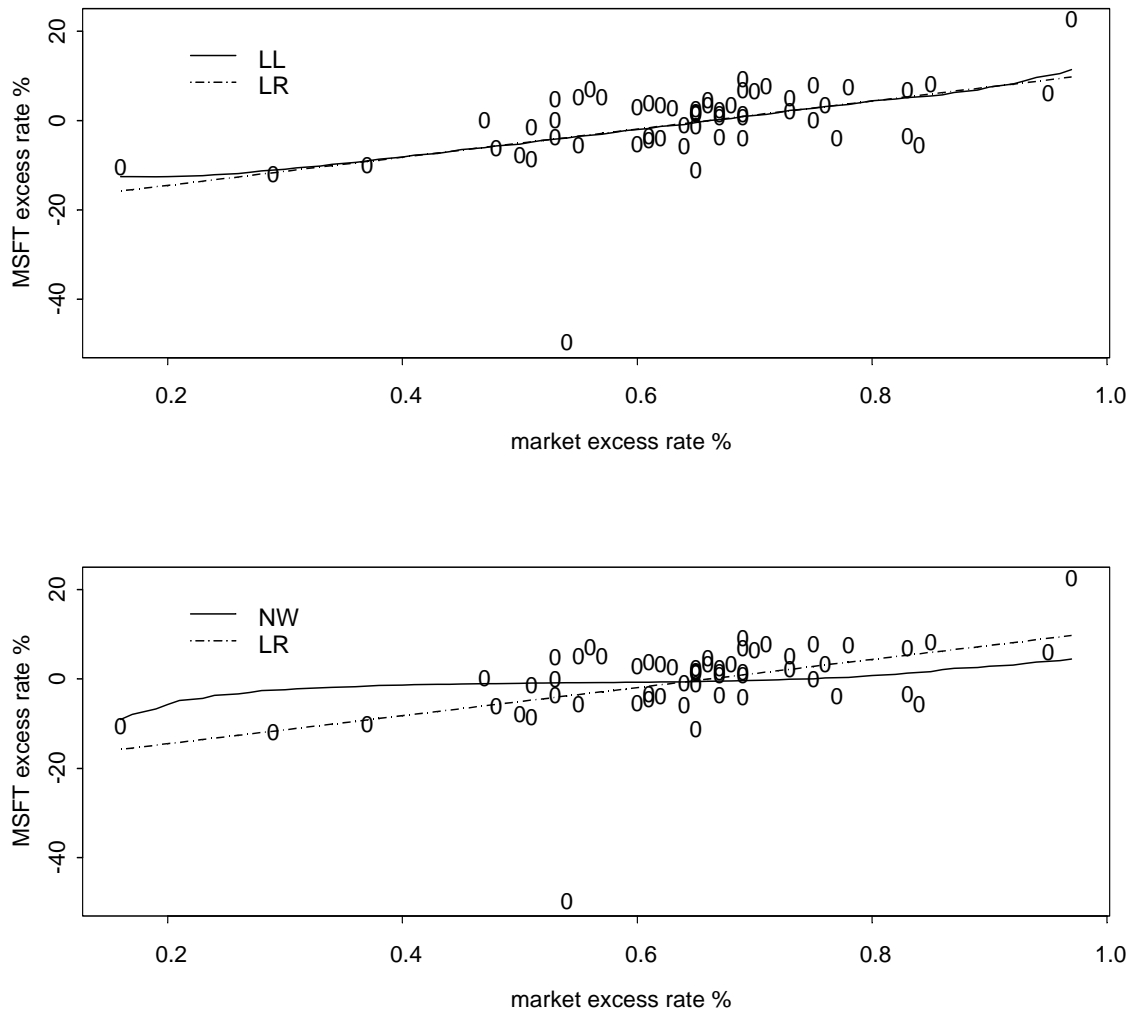 20
0
-20
-40
MSFT excess rate %
LL
LR
0.2 0.4 0.6 0.8 1.0
market excess rate %
20
0
-20
-40
MSFT excess rate %
NW
LR
0.2 0.4 0.6 0.8 1.0
market excess rate %